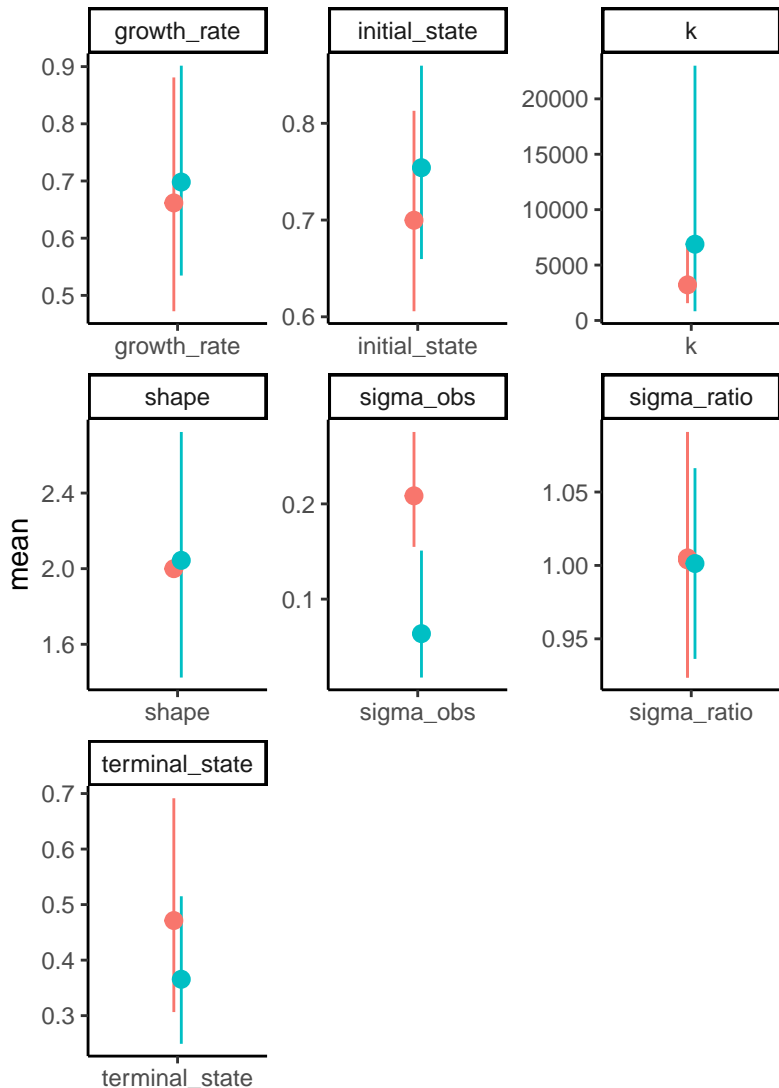 growth_rate
initial_state
k
0.9
0.8
0.7
0.6
0.5
0.8
0.7
0.6
20000
15000
10000
5000
0
growth_rate
initial_state
k
shape
sigma_obs
sigma_ratio
mean
2.4
2.0
1.6
0.2
0.1
1.05
1.00
0.95
shape
sigma_obs
sigma_ratio
terminal_state
0.7
0.6
0.5
0.4
0.3
terminal_state